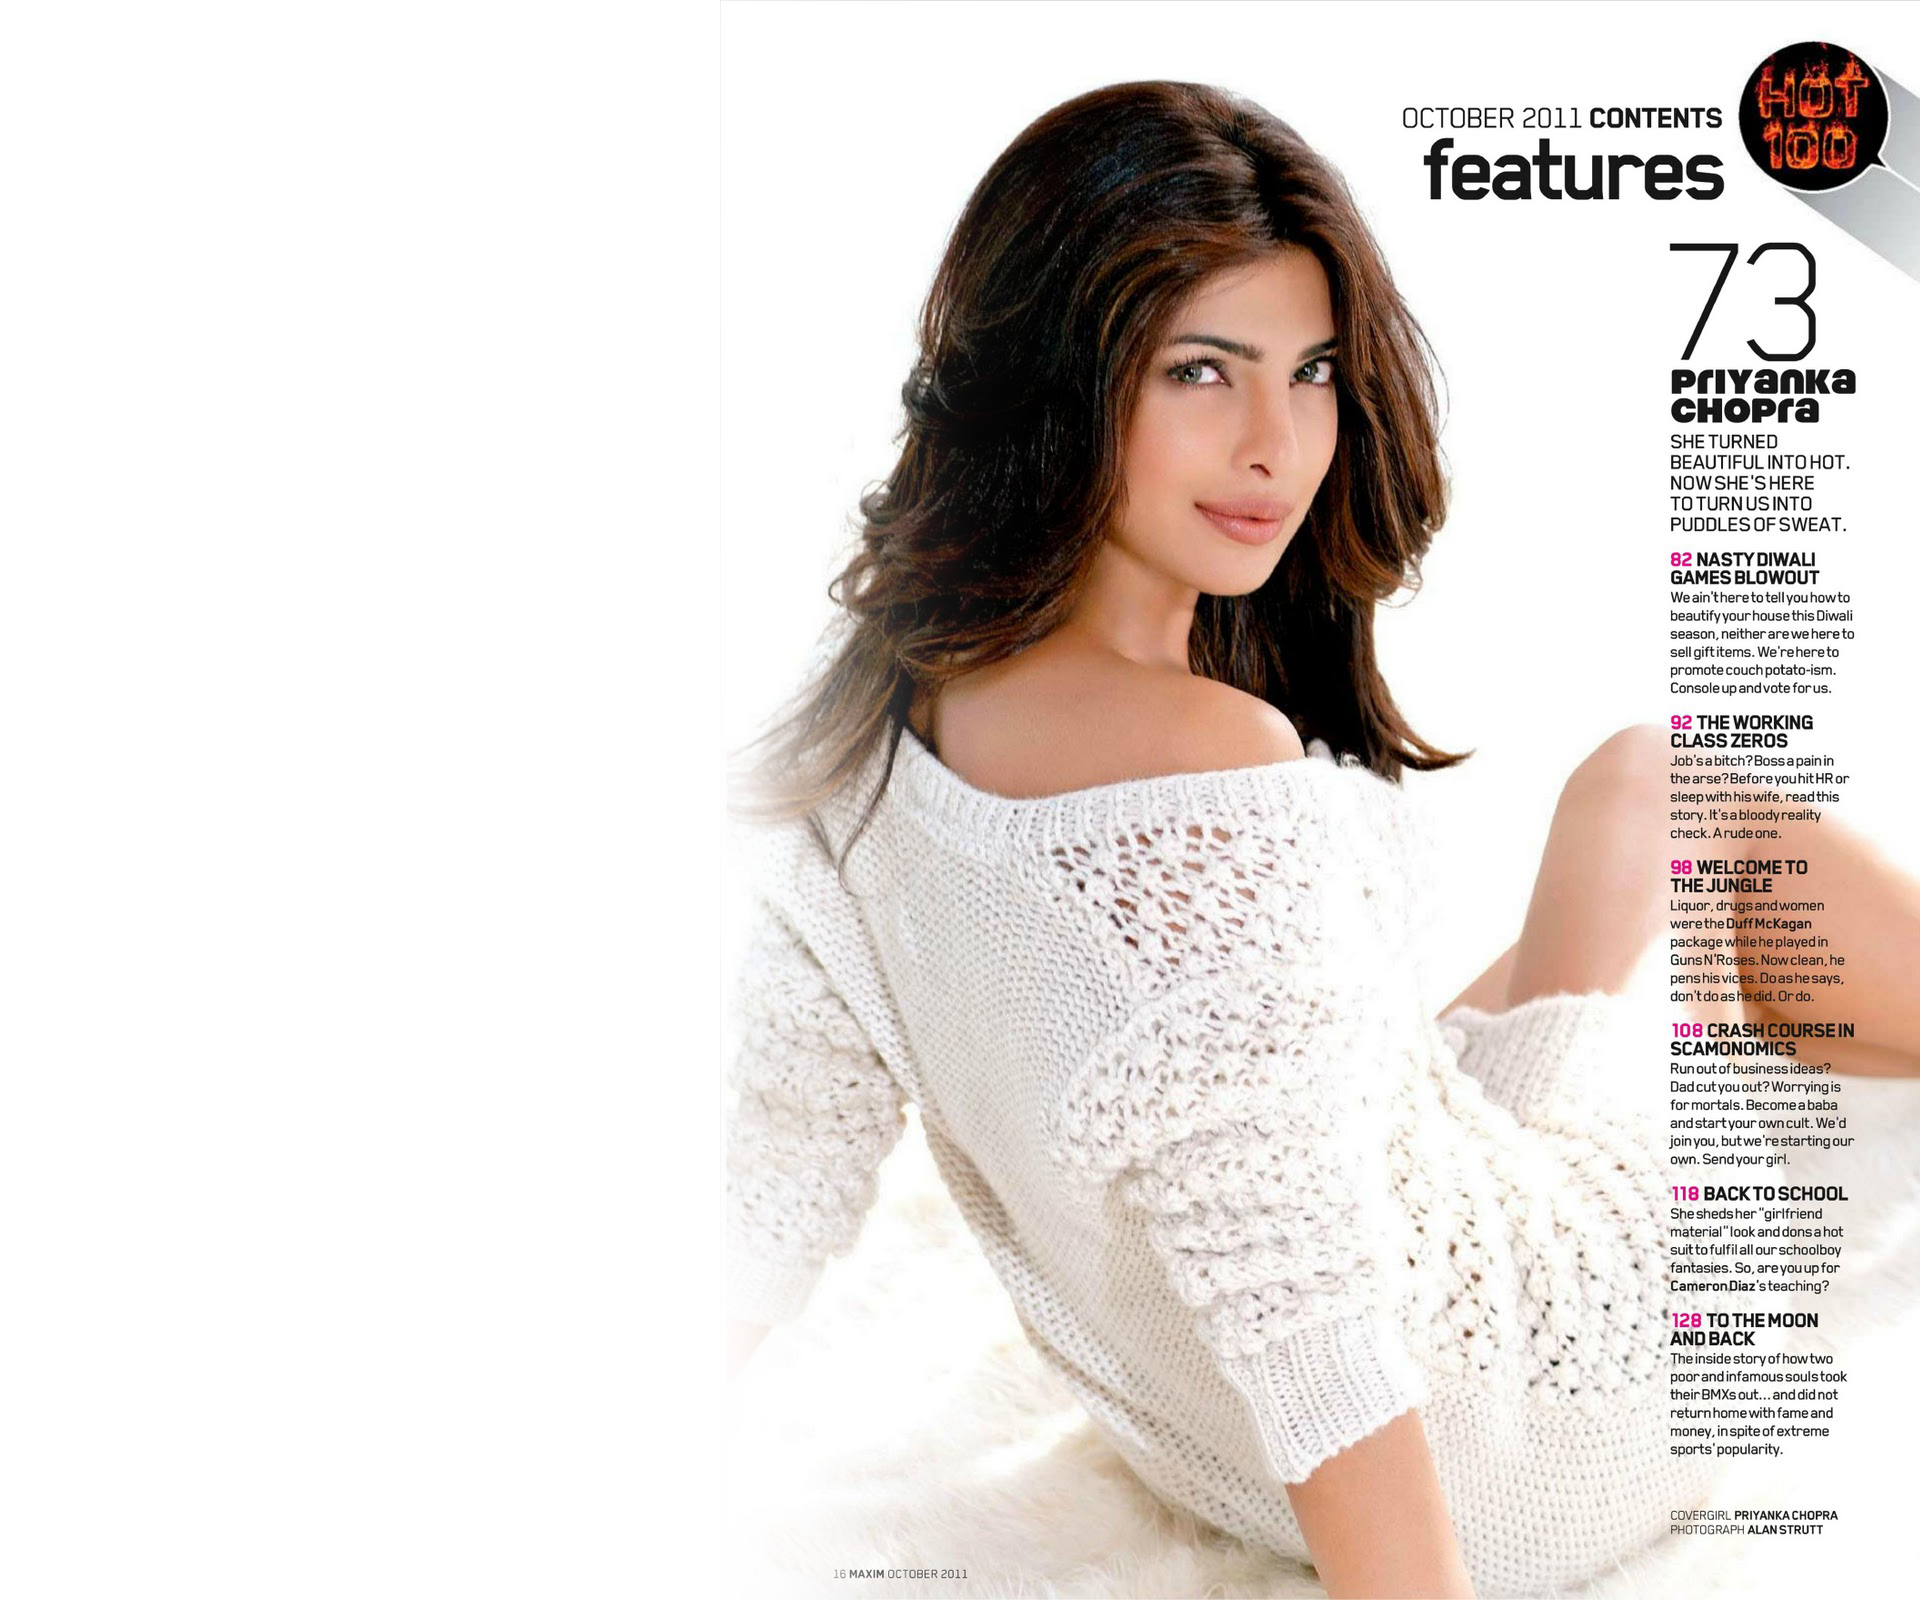 OCTOBER 2011 CONTENTS
features
HOT
100
73
PRIYANKA
CHOPRA
SHE TURNED
BEAUTIFUL INTO HOT.
NOW SHE'S HERE
TO TURN US INTO
PUDDLES OF SWEAT.
82 NASTY DIWALI
GAMES BLOWOUT
We ain't here to tell you how to
beautify your house this Diwali
season, neither are we here to
sell gift items. We're here to
promote couch potato-ism.
Console up and vote for us.
92 THE WORKING
CLASS ZEROS
Job's a bitch? Boss a pain in
the arse? Before you hit HR or
sleep with his wife, read this
story. It's a bloody reality
check. A rude one.
98 WELCOME TO
THE JUNGLE
Liquor, drugs and women
were the Duff McKagan
package while he played in
Guns N'Roses. Now clean, he
pens his vices. Do as he says,
don't do as he did. Or do.
108 CRASH COURSE IN
SCAMONOMICS
Run out of business ideas?
Dad cut you out? Worrying is
for mortals. Become a baba
and start your own cult. We'd
join you, but we're starting our
own. Send your girl.
118 BACK TO SCHOOL
She sheds her "girlfriend
material" look and dons a hot
suit to fulfil all our schoolboy
fantasies. So, are you up for
Cameron Diaz's teaching?
128 TO THE MOON
AND BACK
The inside story of how two
poor and infamous souls took
their BMXs out... and did not
return home with fame and
money, in spite of extreme
sports' popularity.
COVERGIRL PRIYANKA CHOPRA
PHOTOGRAPH ALAN STRUTT
16 MAXIM OCTOBER 2011